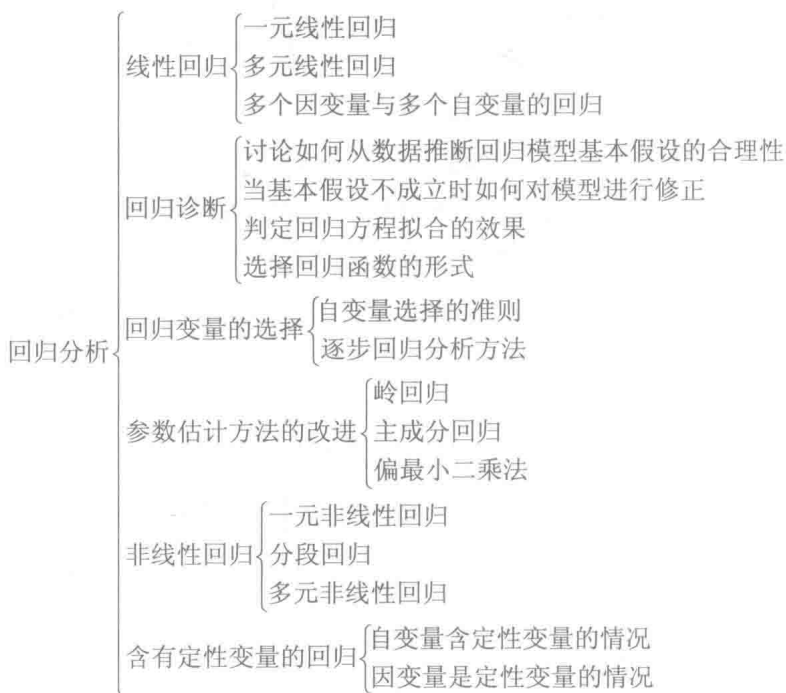 一元线性回归
线性回归 多元线性回归
多个因变量与多个自变量的回归
讨论如何从数据推断回归模型基本假设的合理性
当基本假设不成立时如何对模型进行修正
回归诊断
判定回归方程拟合的效果
选择回归函数的形式
自变量选择的准则
回归变量的选择
逐步回归分析方法
回归分析
岭回归
参数估计方法的改进 主成分回归
偏最小二乘法
一元非线性回归
非线性回归 分段回归
多元非线性回归
自变量含定性变量的情况
含有定性变量的回归
因变量是定性变量的情况